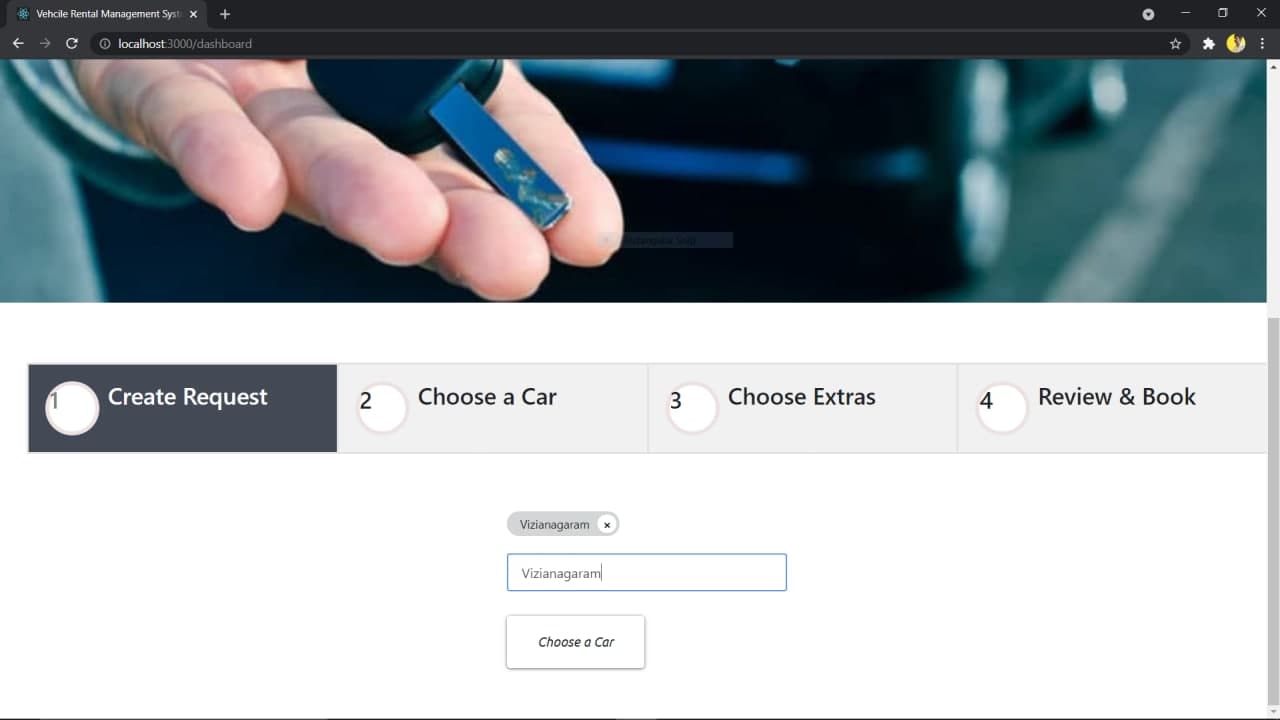 Vehcile Rental Management Syst
localhost:3000/dashboard
1 Create Request
2 Choose a Car
3 Choose Extras
4 Review & Book
Vizianagaram ×
Vizianagaram
Choose a Car